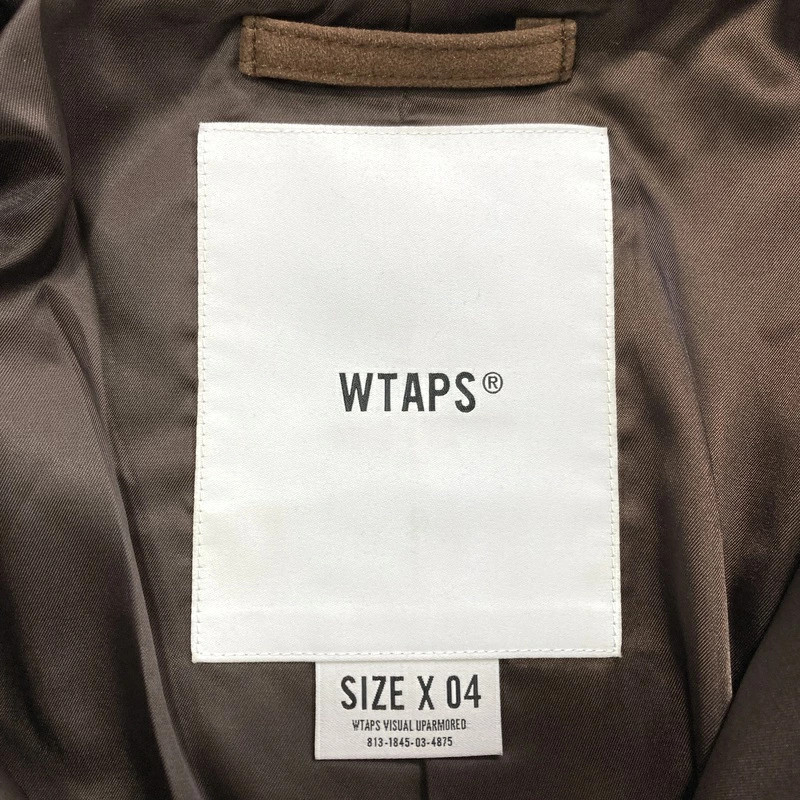 WTAPS®
SIZE X 04
WTAPS VISUAL UPARMORED
813-1845-03-4875